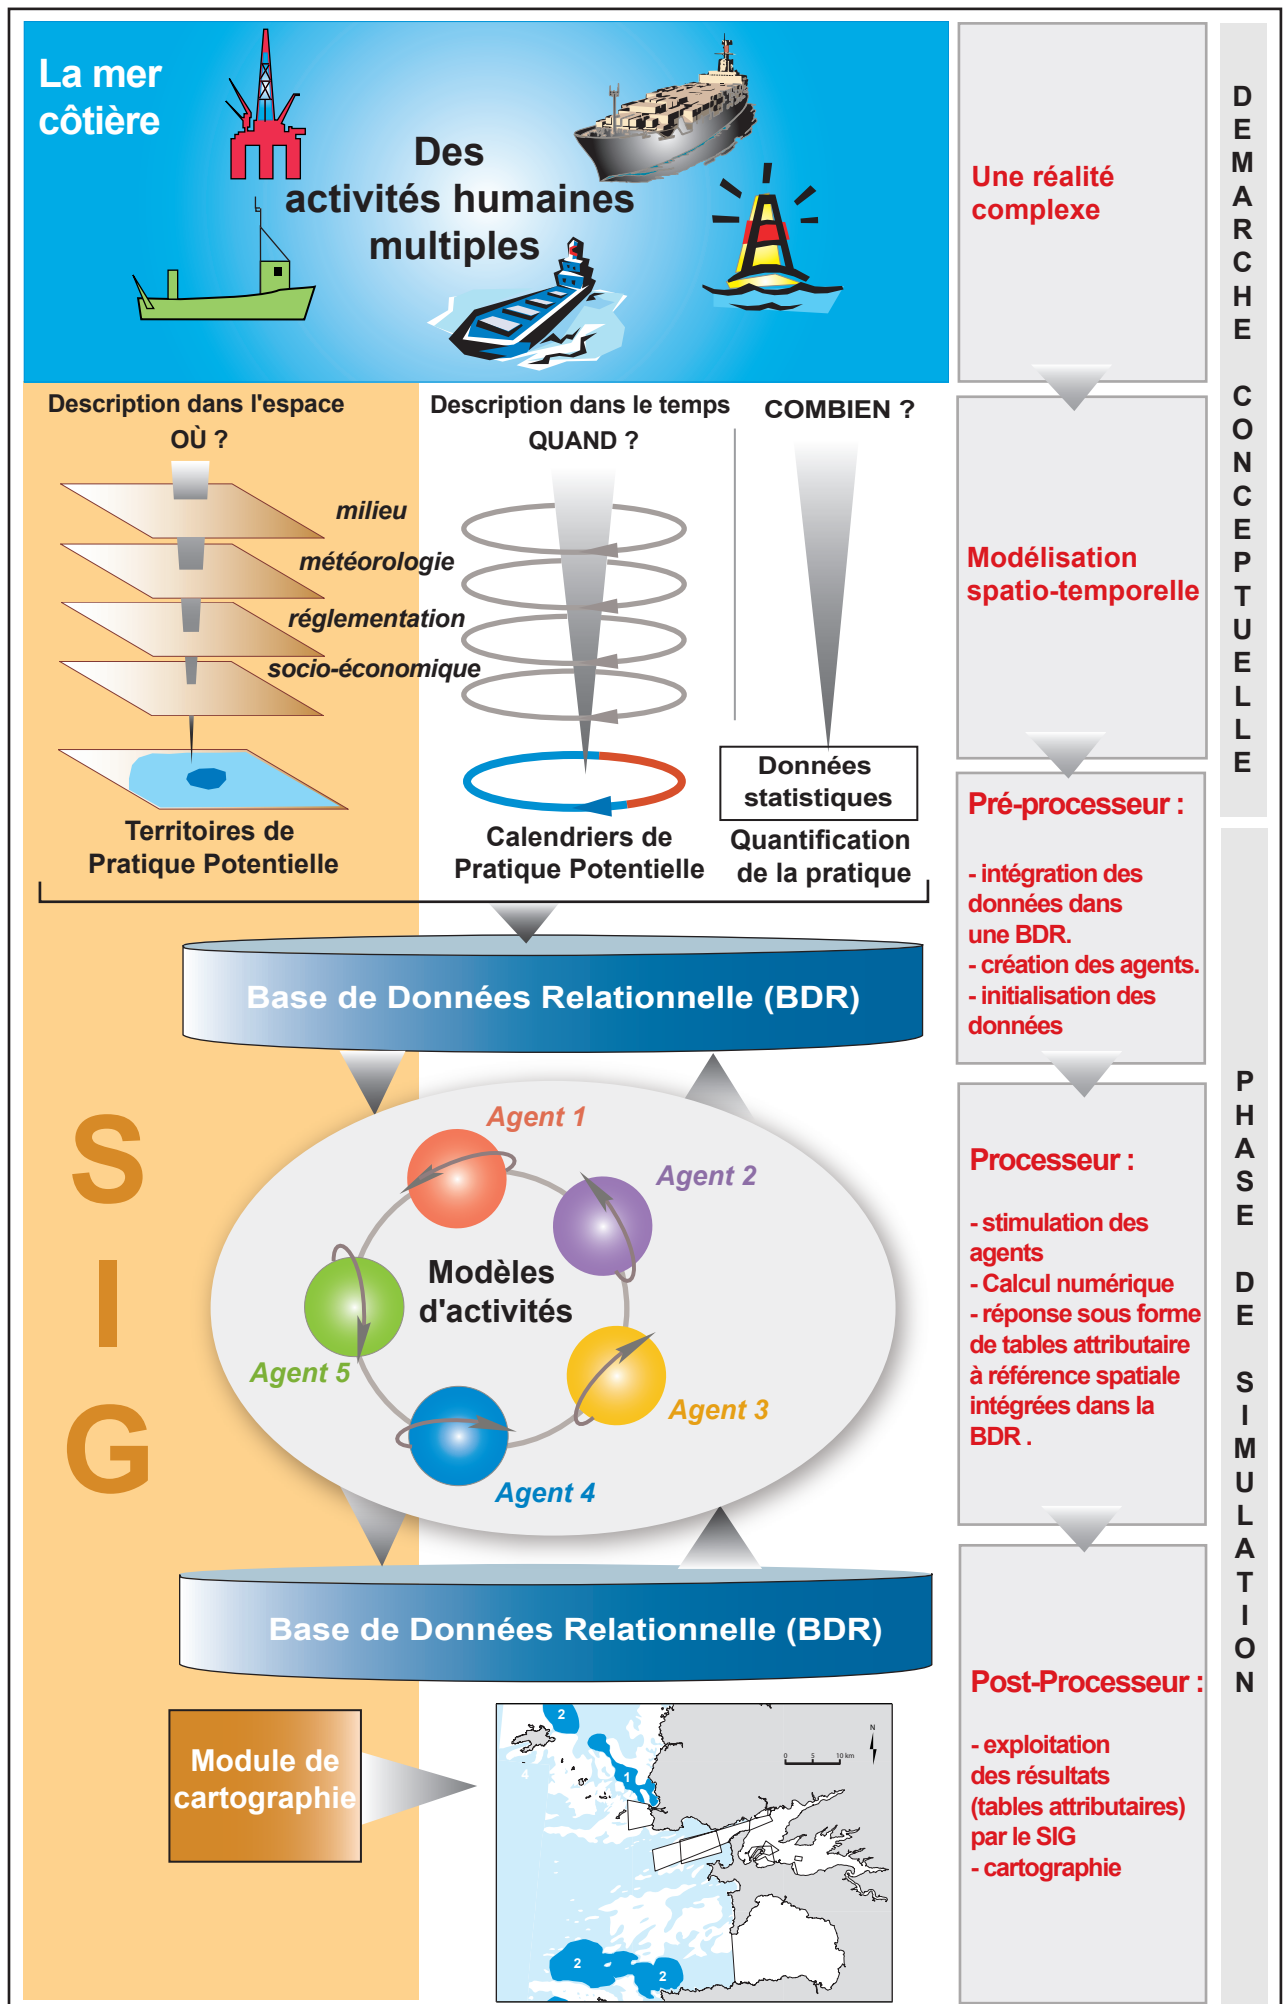 La mer
côtière
Des
activités humaines
multiples
Une réalité
complexe
DEMARCHE CONCEPTUELLE
Description dans l'espace
OÙ ?
Description dans le temps
QUAND ?
COMBIEN ?
milieu
météorologie
réglementation
socio-économique
Modélisation
spatio-temporelle
Territoires de
Pratique Potentielle
Calendriers de
Pratique Potentielle
Données
statistiques
Quantification
de la pratique
Pré-processeur :
- intégration des
données dans
une BDR.
- création des agents.
- initialisation des
données
Base de Données Relationnelle (BDR)
PHASE DE SIMULATION
SIG
Agent 1
Agent 2
Modèles
d'activités
Agent 5
Agent 3
Agent 4
Processeur :
- stimulation des
agents
- Calcul numérique
- réponse sous forme
de tables attributaire
à référence spatiale
intégrées dans la
BDR .
Base de Données Relationnelle (BDR)
Module de
cartographie
2
N
0 5 10 km
4
1
2
2
Post-Processeur :
- exploitation
des résultats
(tables attributaires)
par le SIG
- cartographie